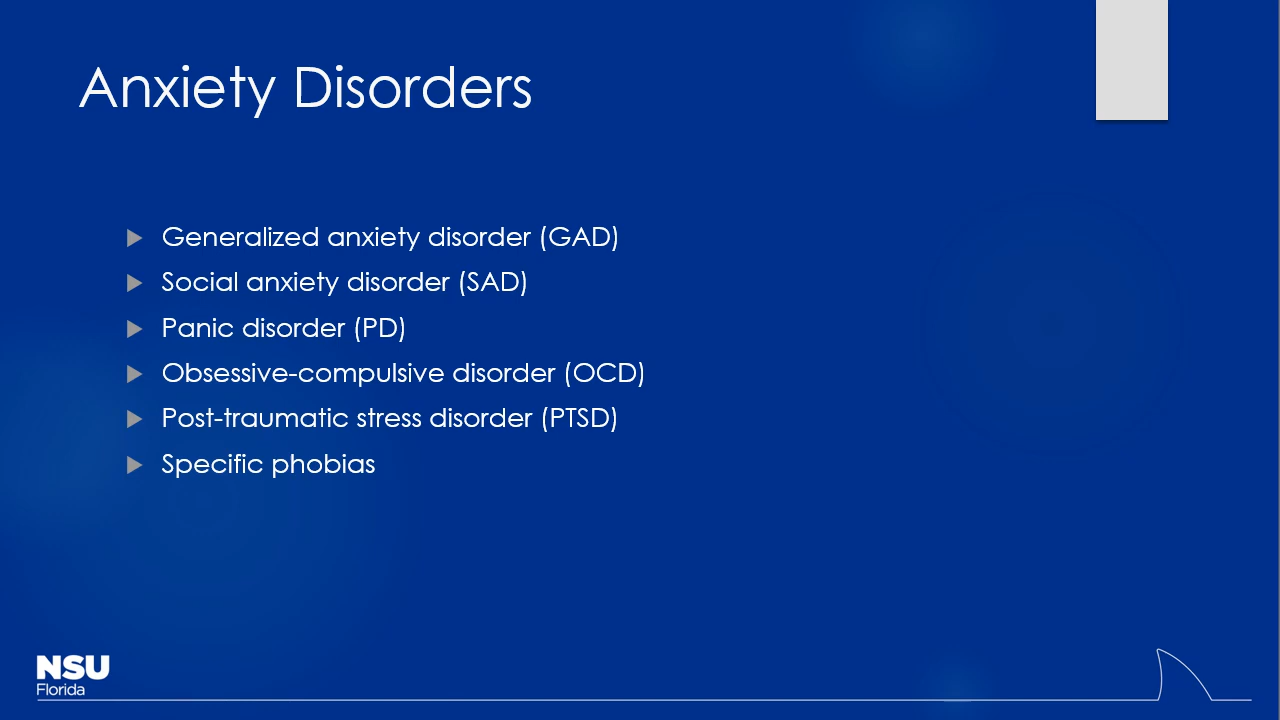 Anxiety Disorders
Generalized anxiety disorder (GAD)
Social anxiety disorder (SAD)
Panic disorder (PD)
Obsessive-compulsive disorder (OCD)
Post-traumatic stress disorder (PTSD)
Specific phobias
NSU
Florida